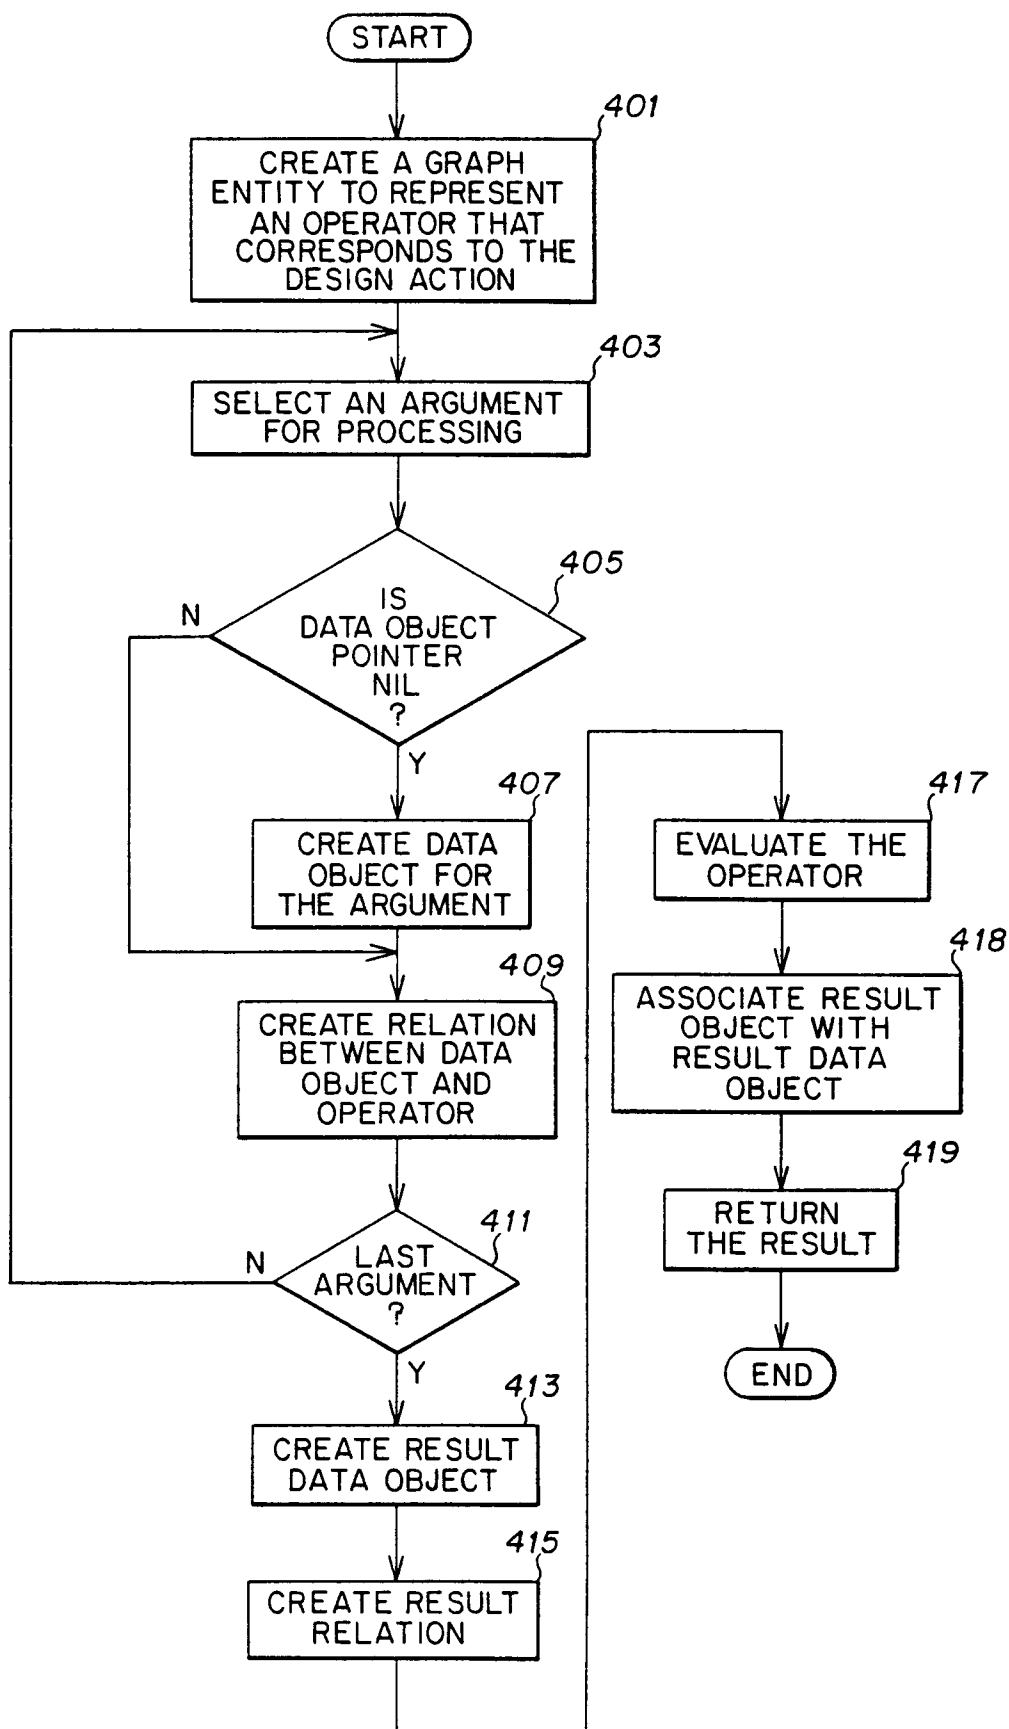 START
401
CREATE A GRAPH
ENTITY TO REPRESENT
AN OPERATOR THAT
CORRESPONDS TO THE
DESIGN ACTION
403
SELECT AN ARGUMENT
FOR PROCESSING
405
N
IS
DATA OBJECT
POINTER
NIL
?
Y
407
CREATE DATA
OBJECT FOR
THE ARGUMENT
409
CREATE RELATION
BETWEEN DATA
OBJECT AND
OPERATOR
411
N
LAST
ARGUMENT
?
Y
413
CREATE RESULT
DATA OBJECT
415
CREATE RESULT
RELATION
417
EVALUATE THE
OPERATOR
418
ASSOCIATE RESULT
OBJECT WITH
RESULT DATA
OBJECT
419
RETURN
THE RESULT
END